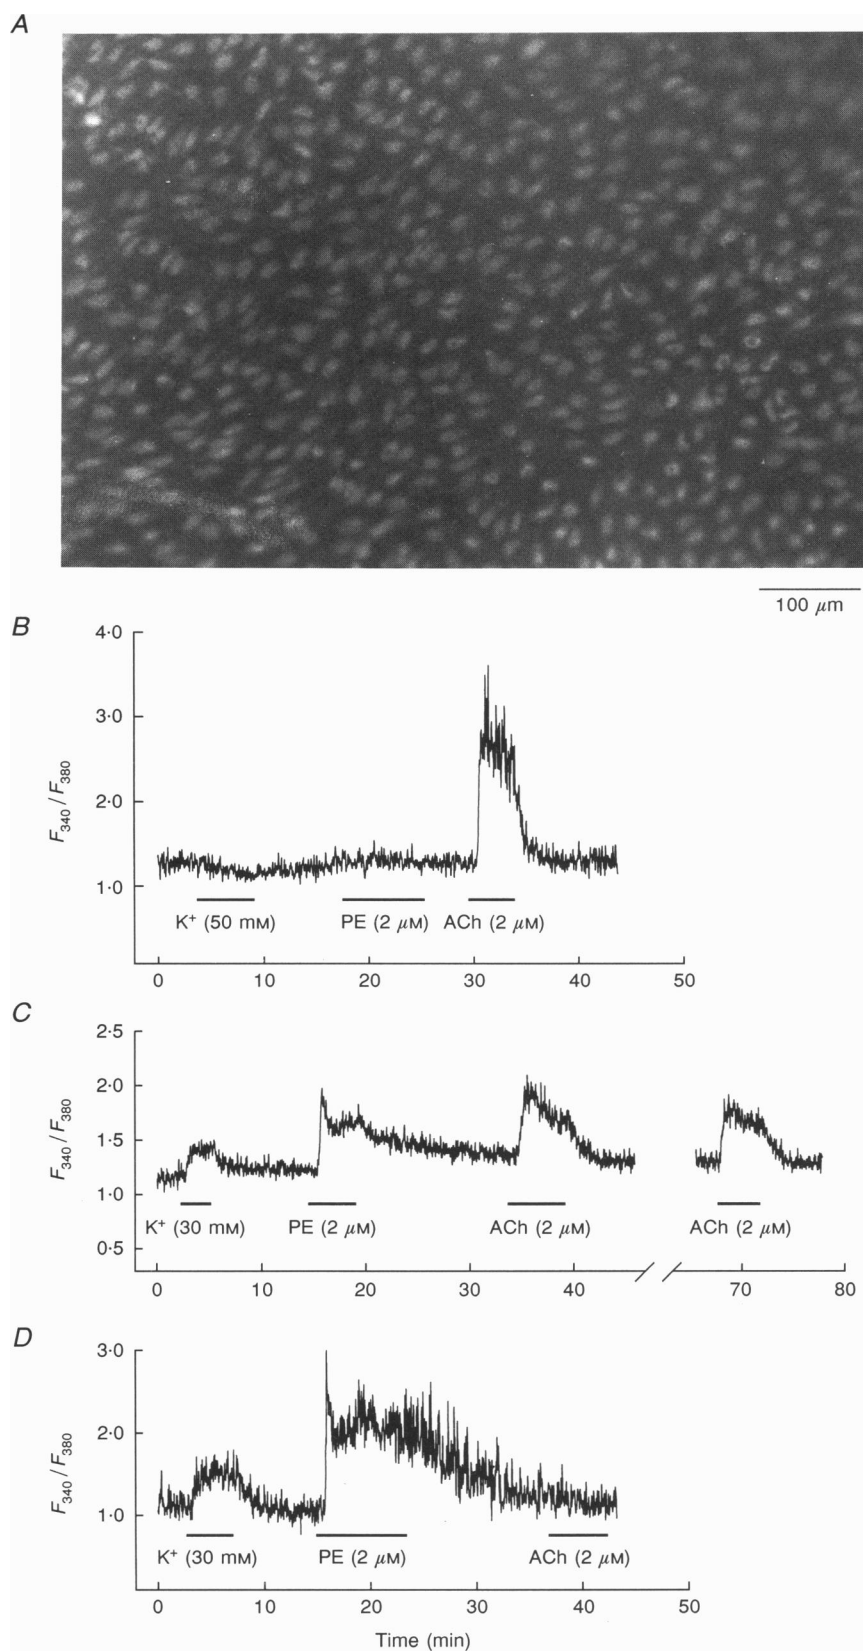 A
100 μm
B
4·0
3·0
2·0
1·0
F340/F380
K+ (50 mM)
PE (2 μM)
ACh (2 μM)
0
10
20
30
40
50
C
2·5
2·0
1·5
1·0
0·5
F340/F380
K+ (30 mM)
PE (2 μM)
ACh (2 μM)
ACh (2 μM)
0
10
20
30
40
70
80
D
3·0
2·0
1·0
F340/F380
K+ (30 mM)
PE (2 μM)
ACh (2 μM)
0
10
20
30
40
50
Time (min)